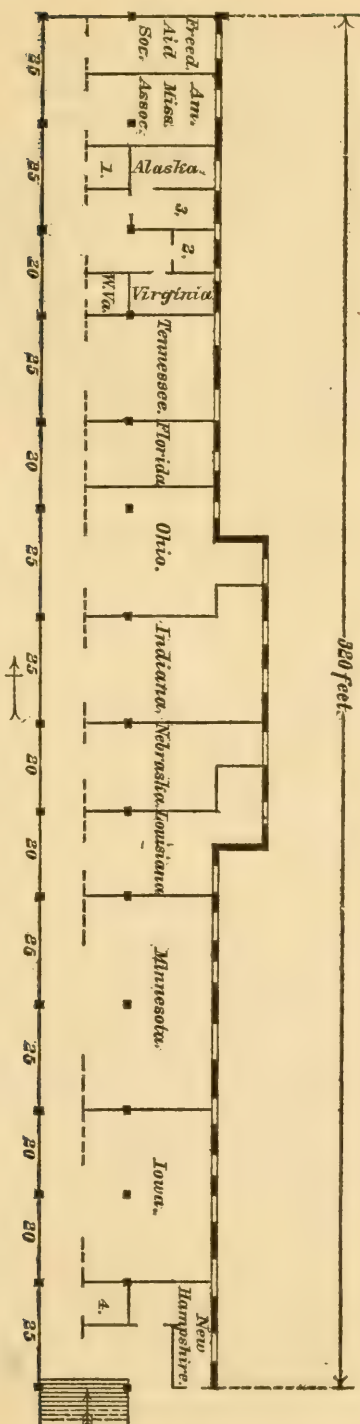 320 feet.
Freed.
Aid
Soc.
Am.
Miss.
Assoc.
Alaska.
1.
3.
2.
Virginia
W.Va.
Tennessee.
Florida
Ohio.
Indiana.
Nebraska.
Louisiana
Minnesota.
Iowa.
New
Hampshire.
4.
25 25 20 25 20 25 25 20 20 25 25 20 20 25